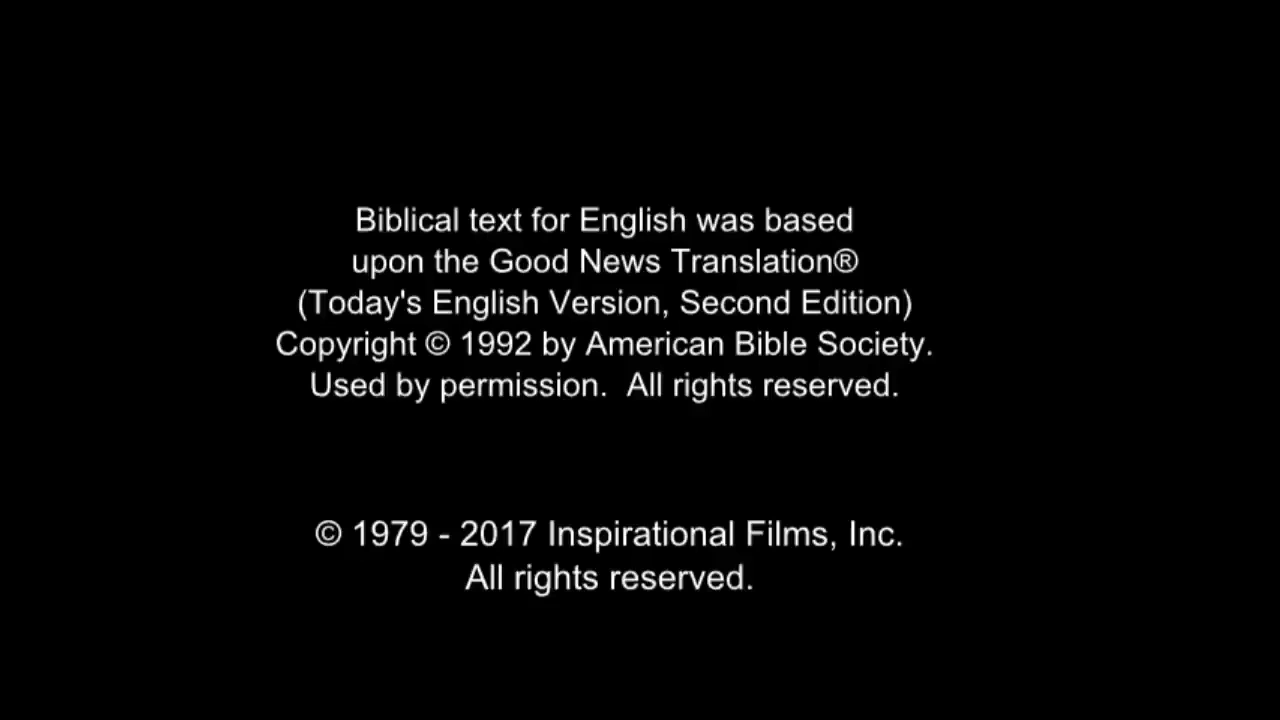 Biblical text for English was based
upon the Good News Translation®
(Today's English Version, Second Edition)
Copyright © 1992 by American Bible Society.
Used by permission.  All rights reserved.
© 1979 - 2017 Inspirational Films, Inc.
All rights reserved.